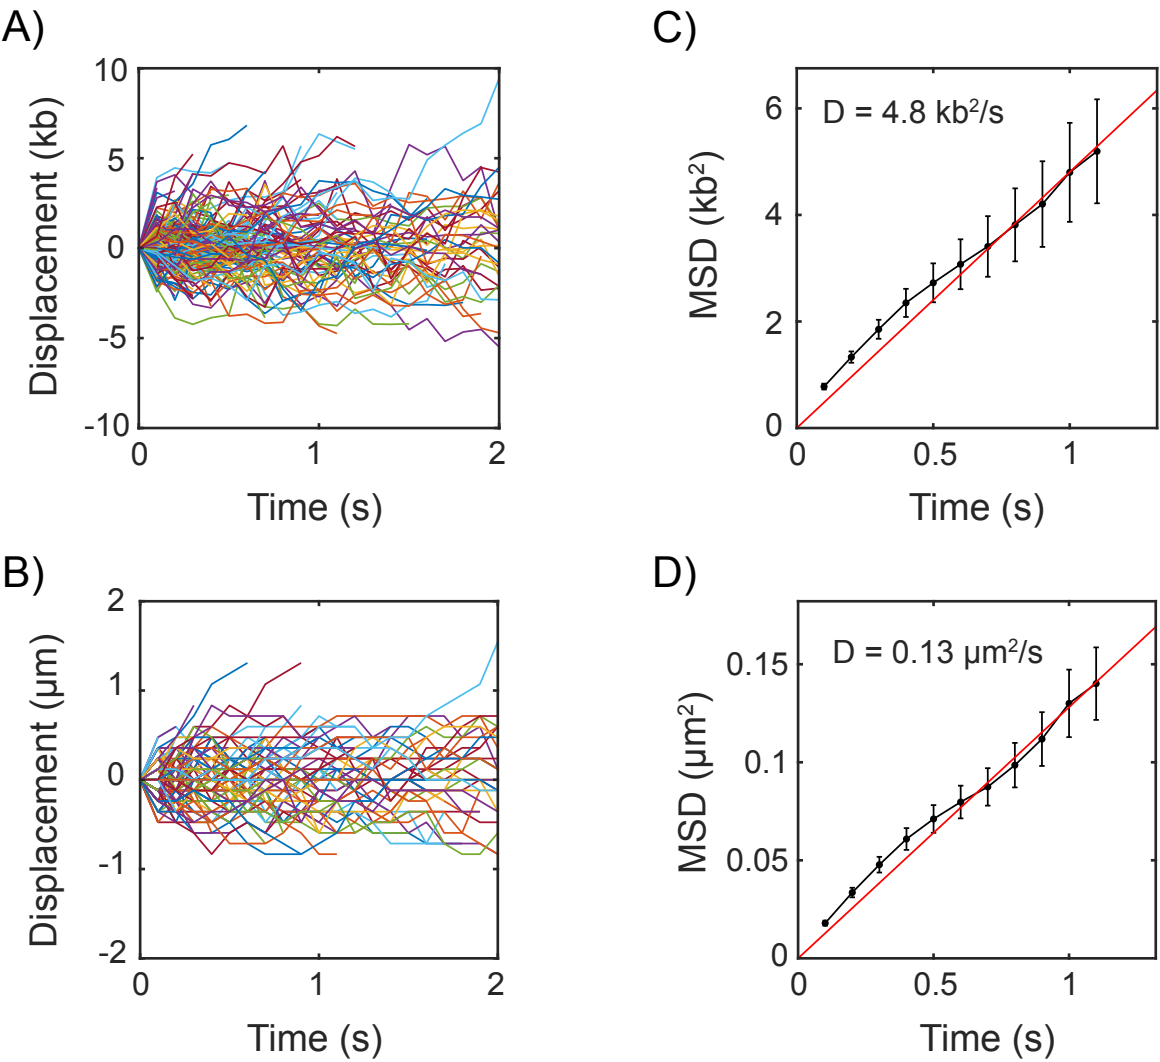 A)
10
5
0
-5
-10
Displacement (kb)
0 1 2
Time (s)
C)
D = 4.8 kb²/s
6
4
2
0
MSD (kb²)
0 0.5 1
Time (s)
B)
2
1
0
-1
-2
Displacement (µm)
0 1 2
Time (s)
D)
D = 0.13 µm²/s
0.15
0.1
0.05
0
MSD (µm²)
0 0.5 1
Time (s)